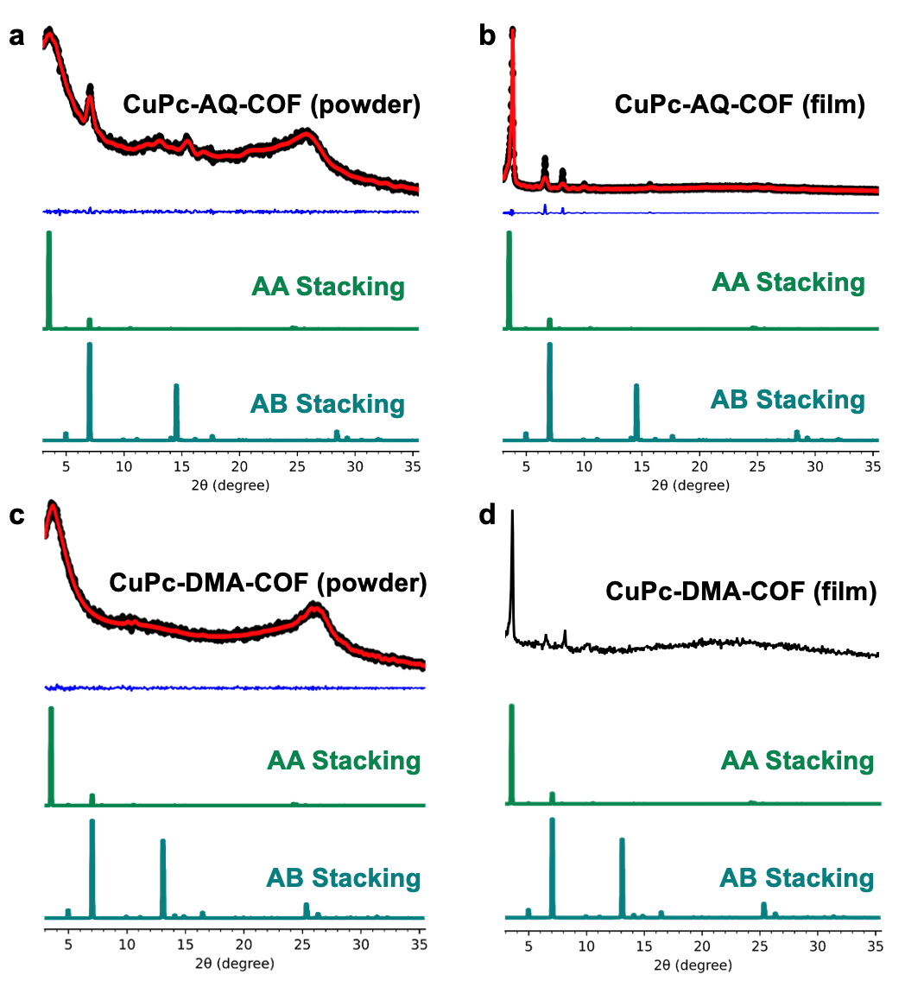 a
CuPc-AQ-COF (powder)
AA Stacking
AB Stacking
5 10 15 20 25 30 35
2θ (degree)
b
CuPc-AQ-COF (film)
AA Stacking
AB Stacking
5 10 15 20 25 30 35
2θ (degree)
c
CuPc-DMA-COF (powder)
AA Stacking
AB Stacking
5 10 15 20 25 30 35
2θ (degree)
d
CuPc-DMA-COF (film)
AA Stacking
AB Stacking
5 10 15 20 25 30 35
2θ (degree)